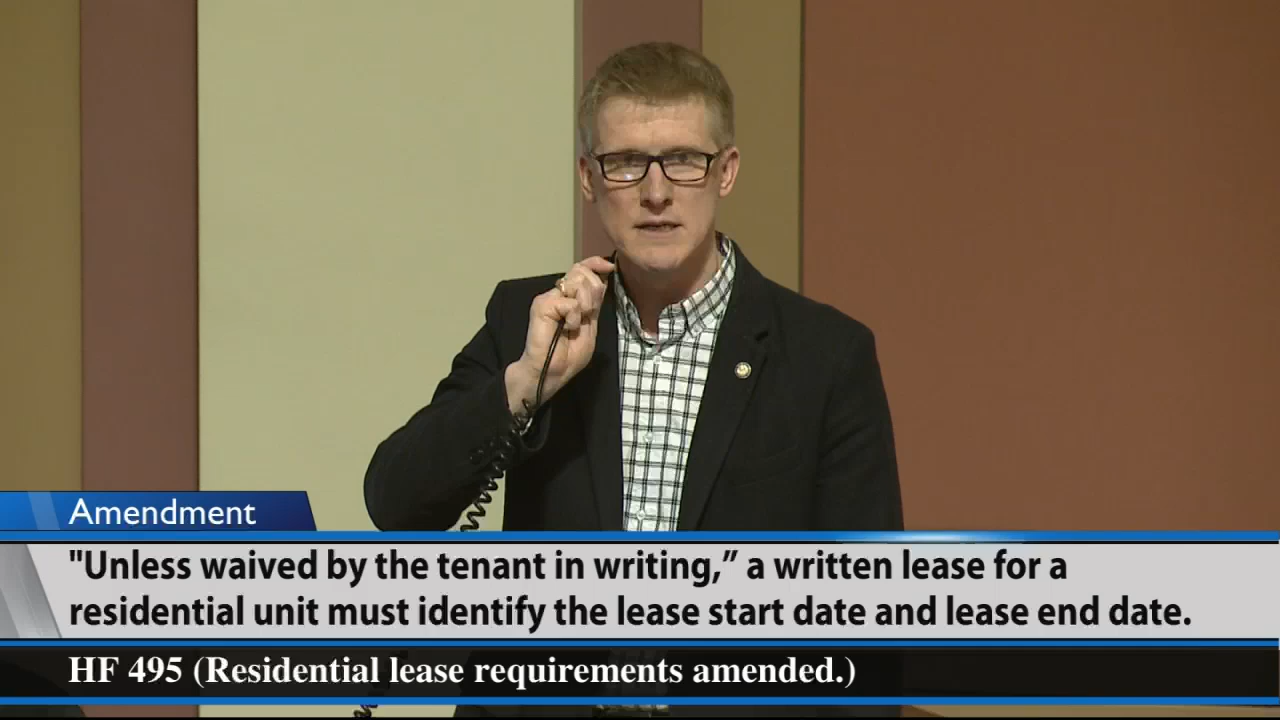 Amendment
"Unless waived by the tenant in writing,” a written lease for a
residential unit must identify the lease start date and lease end date.
HF 495 (Residential lease requirements amended.)